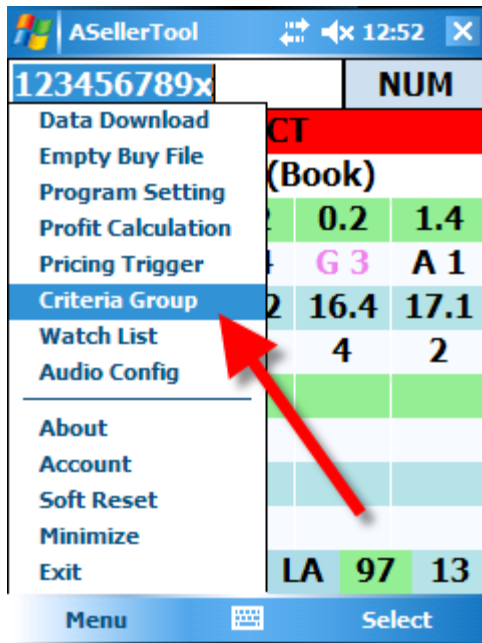 ASellerTool 12:52
123456789x NUM
Data Download CT
Empty Buy File
(Book)
Program Setting
Profit Calculation 0.2 1.4
Pricing Trigger G 3 A 1
Criteria Group 2 16.4 17.1
Watch List 4 2
Audio Config
About
Account
Soft Reset
Minimize
Exit LA 97 13
Menu Select